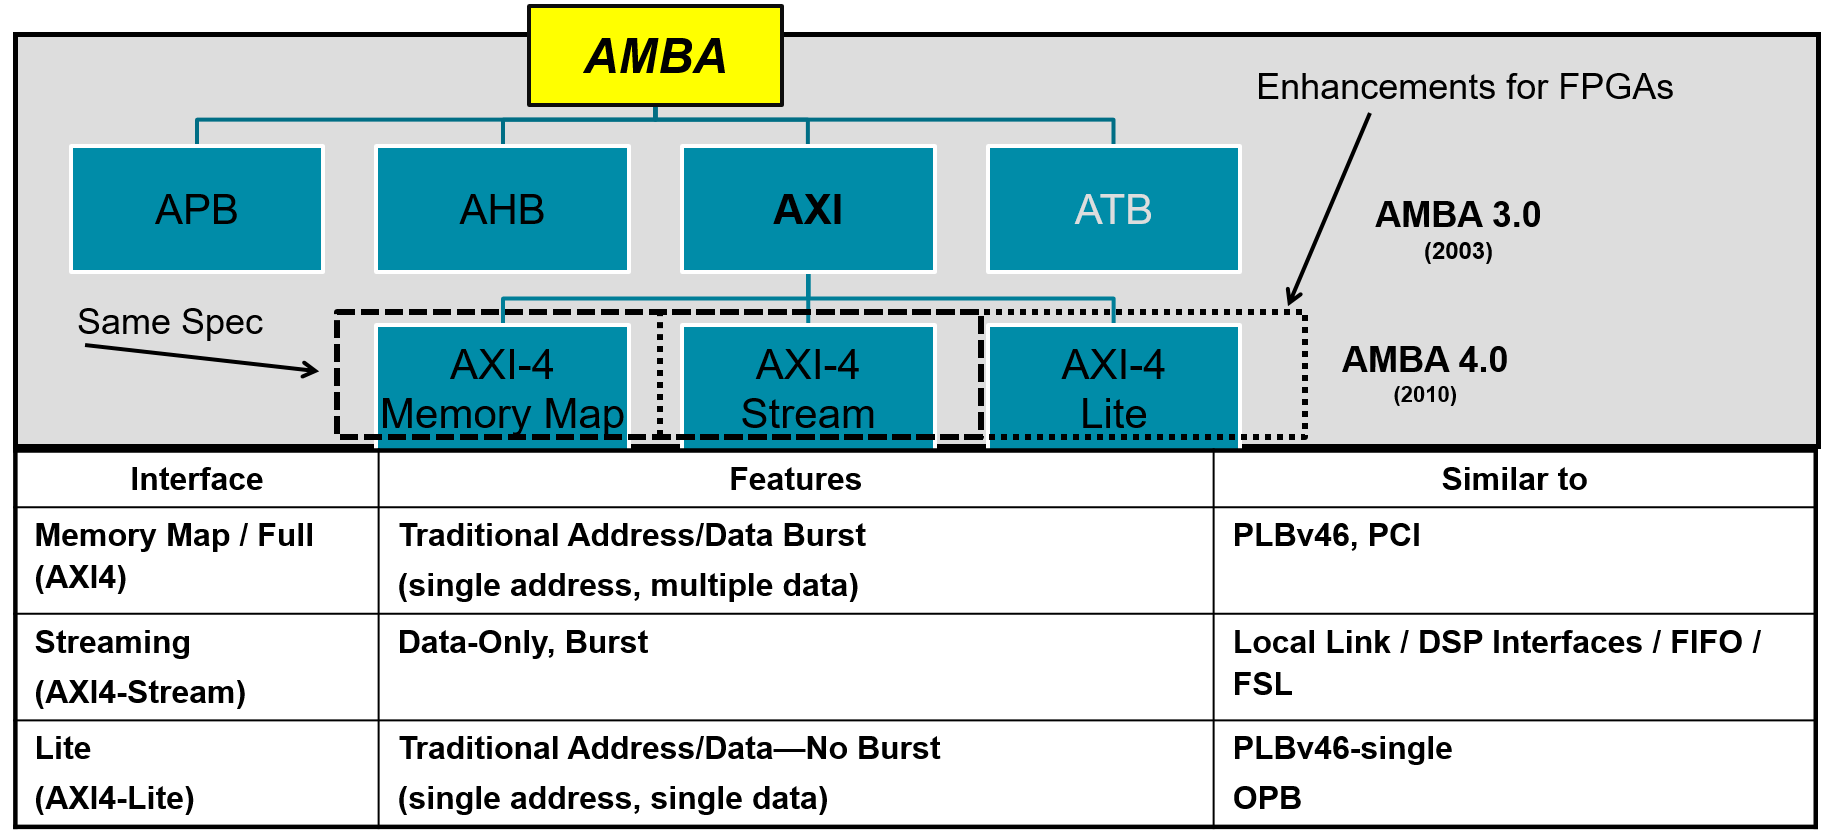 AMBA
Enhancements for FPGAs
APB
AHB
AXI
ATB
AMBA 3.0
(2003)
Same Spec
AXI-4
Memory Map
AXI-4
Stream
AXI-4
Lite
AMBA 4.0
(2010)
Interface
Features
Similar to
Memory Map / Full
(AXI4)
Traditional Address/Data Burst
(single address, multiple data)
PLBv46, PCI
Streaming
(AXI4-Stream)
Data-Only, Burst
Local Link / DSP Interfaces / FIFO /
FSL
Lite
(AXI4-Lite)
Traditional Address/Data—No Burst
(single address, single data)
PLBv46-single
OPB